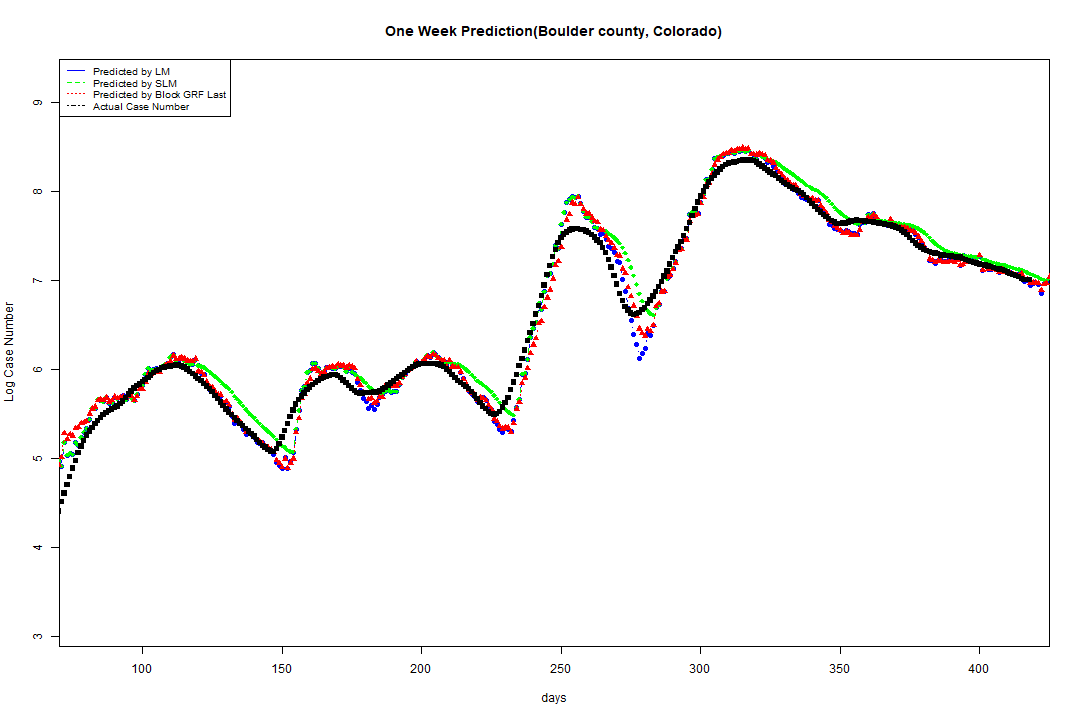 One Week Prediction(Boulder county, Colorado)
Predicted by LM
Predicted by SLM
Predicted by Block GRF Last
Actual Case Number
9
8
7
6
5
4
3
Log Case Number
100 150 200 250 300 350 400
days